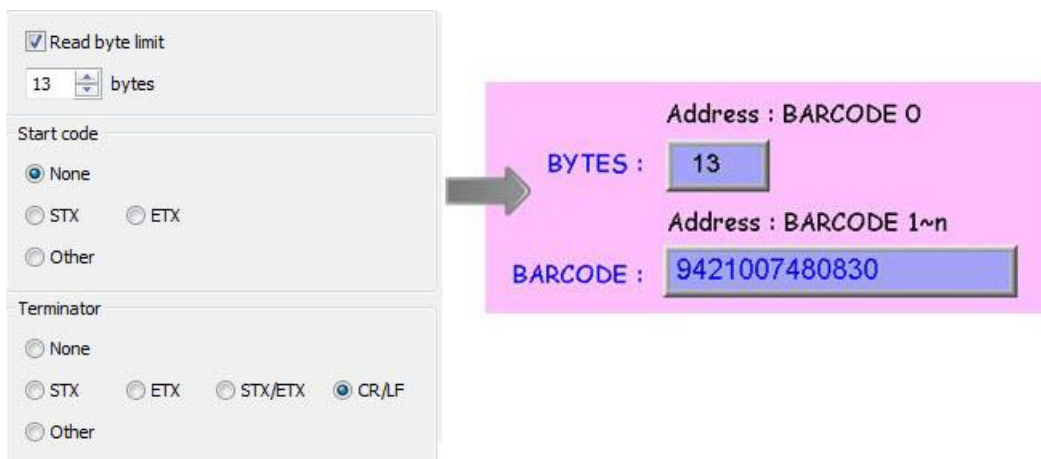 Read byte limit
13 bytes
Start code
None
STX ETX
Other
Terminator
None
STX ETX STX/ETX CR/LF
Other
Address : BARCODE 0
BYTES : 13
Address : BARCODE 1~n
BARCODE : 9421007480830